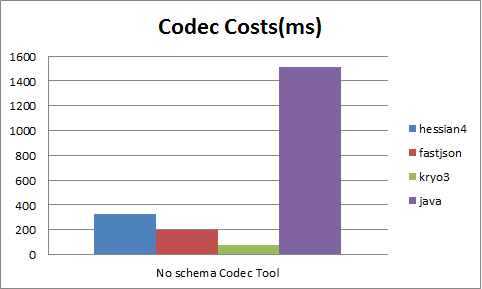 Codec Costs(ms)
1600
1400
1200
1000
800
600
400
200
0
No schema Codec Tool
hessian4
fastjson
kryo3
java